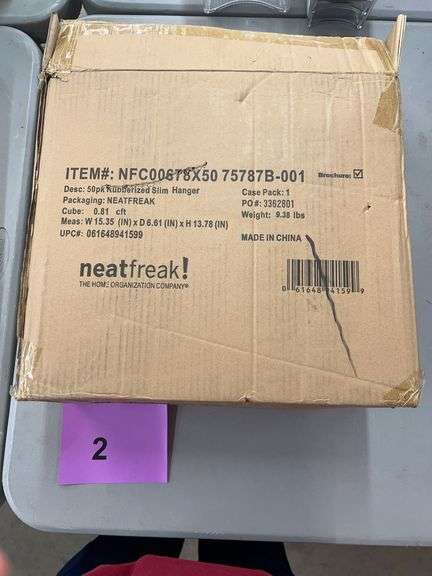 ITEM#: NFC00678X50 75787B-001 Brochure: ☑
Desc: 50pk Rubberized Slim Hanger Case Pack: 1
Packaging: NEATFREAK PO#: 3362801
Cube: 0.81 cft Weight: 9.38 lbs
Meas: W 15.35 (IN) x D 6.61 (IN) x H 13.78 (IN)
UPC#: 061648941599 MADE IN CHINA
neatfreak!
THE HOME ORGANIZATION COMPANY®
0 61648 94159 9
2